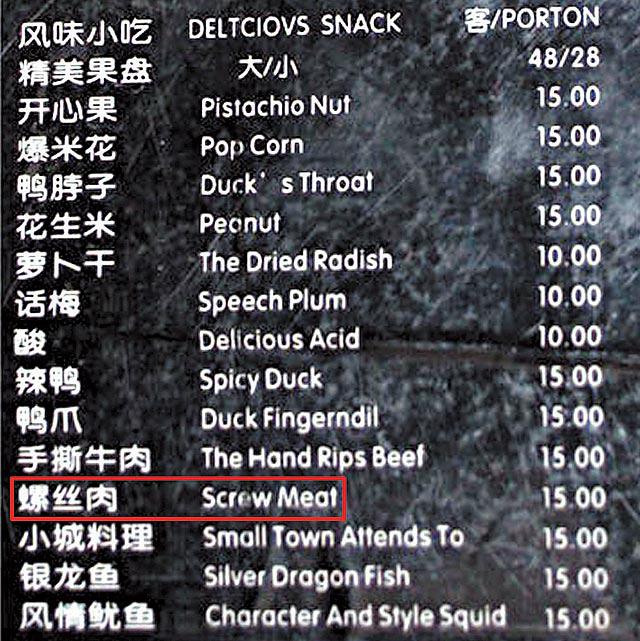 风味小吃 DELTCIOVS SNACK 客/PORTON
精美果盘 大/小 48/28
开心果 Pistachio Nut 15.00
爆米花 Pop Corn 15.00
鸭脖子 Duck's Throat 15.00
花生米 Peanut 15.00
萝卜干 The Dried Radish 10.00
话梅 Speech Plum 10.00
酸 Delicious Acid 10.00
辣鸭 Spicy Duck 15.00
鸭爪 Duck Fingerndil 15.00
手撕牛肉 The Hand Rips Beef 15.00
螺丝肉 Screw Meat 15.00
小城料理 Small Town Attends To 15.00
银龙鱼 Silver Dragon Fish 15.00
风情鱿鱼 Character And Style Squid 15.00